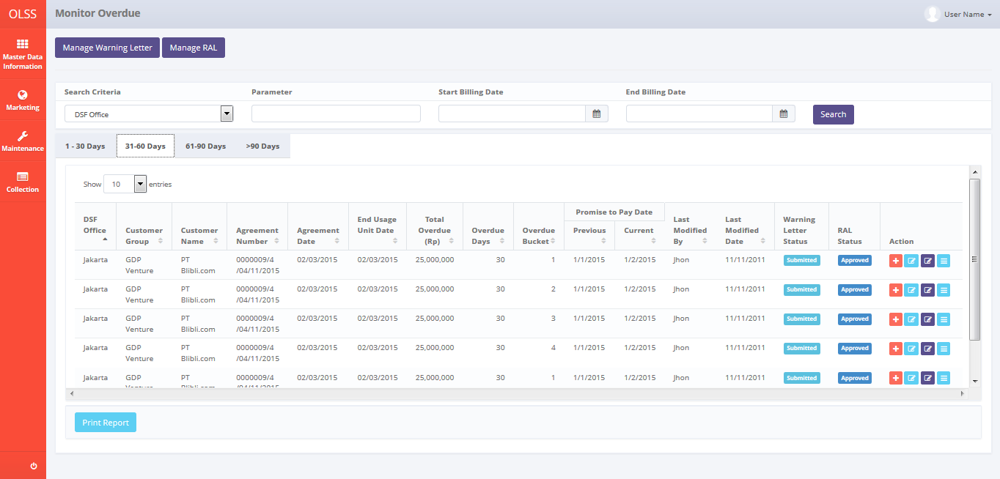 OLSS
Monitor Overdue
User Name
Master Data
Information
Marketing
Maintenance
Collection
Manage Warning Letter
Manage RAL
Search Criteria
Parameter
Start Billing Date
End Billing Date
DSF Office
Search
1 - 30 Days
31-60 Days
61-90 Days
>90 Days
Show 10 entries
DSF
Office
Customer
Group
Customer
Name
Agreement
Number
Agreement
Date
End Usage
Unit Date
Total
Overdue
(Rp)
Overdue
Days
Overdue
Bucket
Promise to Pay Date
Previous
Current
Last
Modified
By
Last
Modified
Date
Warning
Letter
Status
RAL
Status
Action
Jakarta GDP PT 0000009/4 02/03/2015 02/03/2015 25,000,000 30 1 1/1/2015 1/2/2015 Jhon 11/11/2011 Submitted Approved
Venture Blibli.com /04/11/2015
Jakarta GDP PT 0000009/4 02/03/2015 02/03/2015 25,000,000 30 2 1/1/2015 1/2/2015 Jhon 11/11/2011 Submitted Approved
Venture Blibli.com /04/11/2015
Jakarta GDP PT 0000009/4 02/03/2015 02/03/2015 25,000,000 30 3 1/1/2015 1/2/2015 Jhon 11/11/2011 Submitted Approved
Venture Blibli.com /04/11/2015
Jakarta GDP PT 0000009/4 02/03/2015 02/03/2015 25,000,000 30 4 1/1/2015 1/2/2015 Jhon 11/11/2011 Submitted Approved
Venture Blibli.com /04/11/2015
Jakarta GDP PT 0000009/4 02/03/2015 02/03/2015 25,000,000 30 1 1/1/2015 1/2/2015 Jhon 11/11/2011 Submitted Approved
Print Report